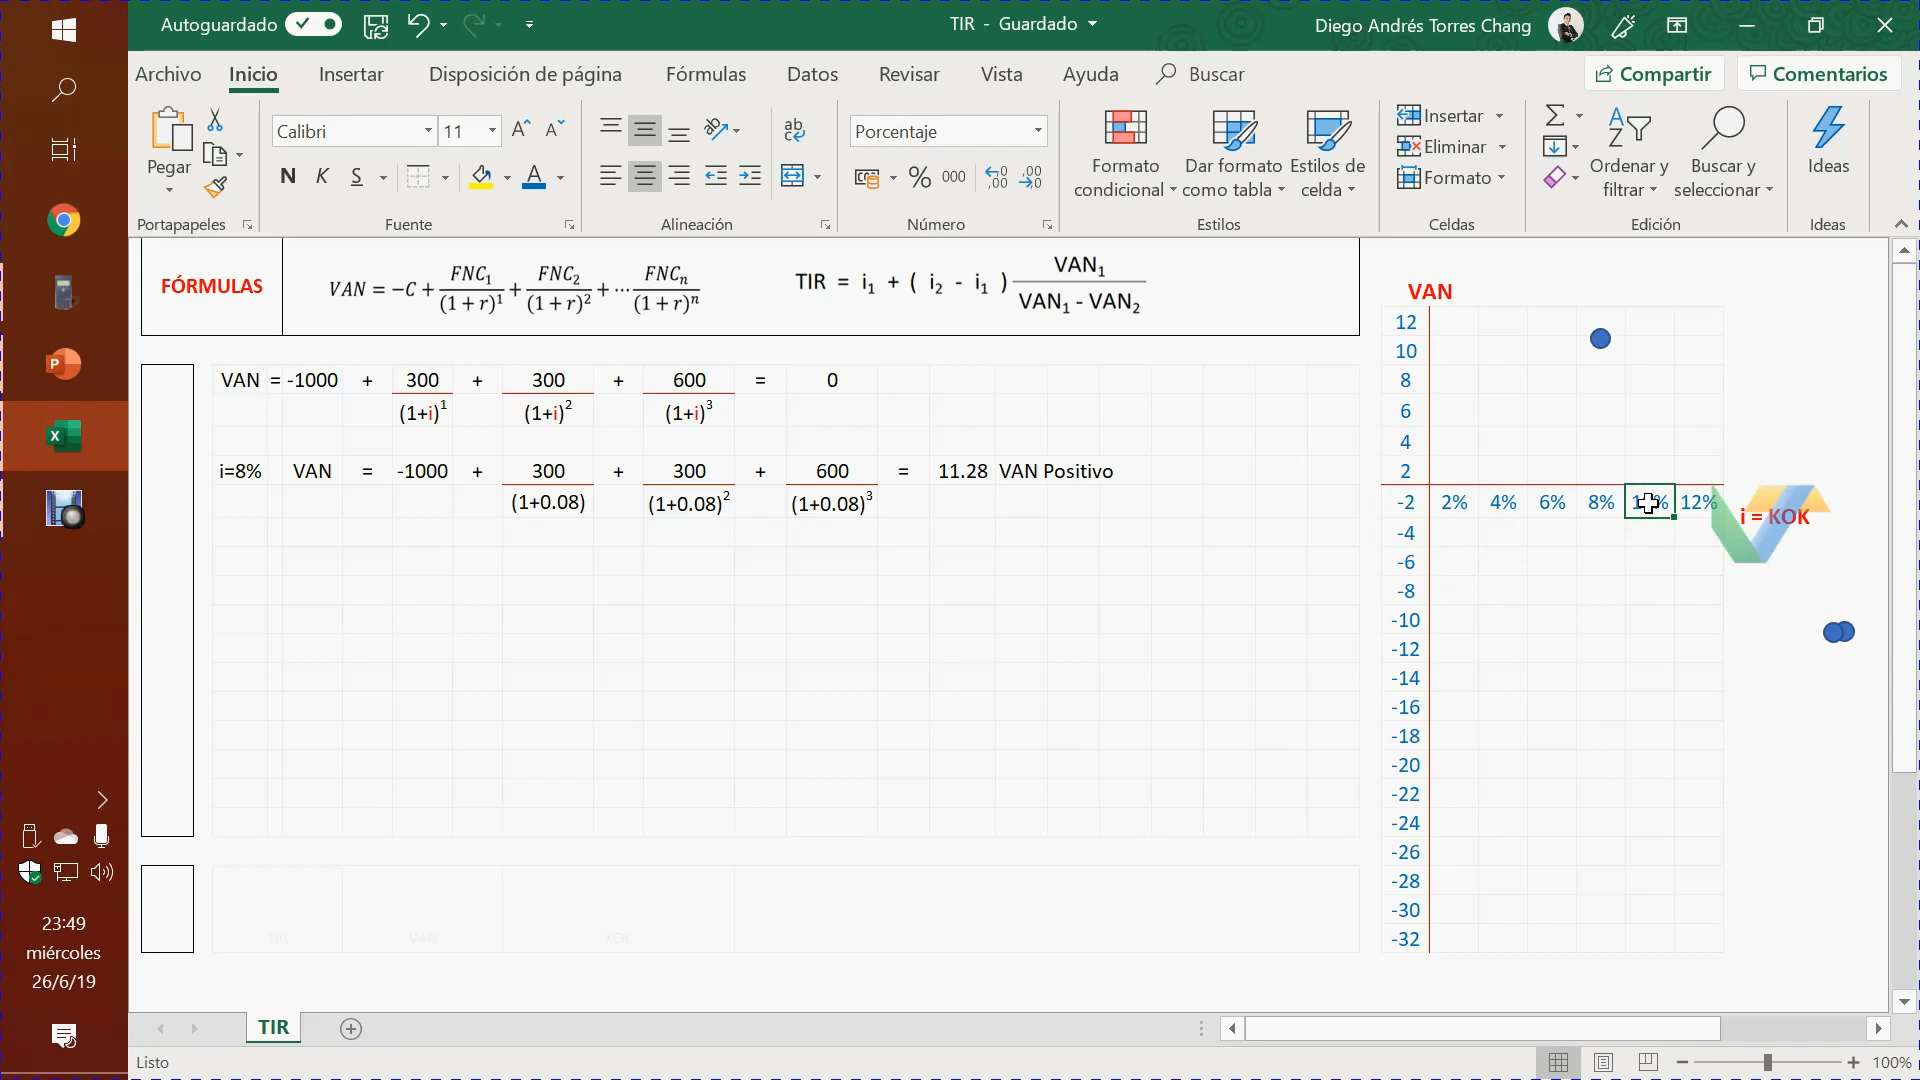 Autoguardado
TIR - Guardado
Diego Andrés Torres Chang
Archivo Inicio Insertar Disposición de página Fórmulas Datos Revisar Vista Ayuda Buscar
Compartir Comentarios
Pegar
Portapapeles
Calibri 11
N K S
Fuente
Alineación
Porcentaje
% 000
Número
Formato condicional
Dar formato como tabla
Estilos de celda
Estilos
Insertar
Eliminar
Formato
Celdas
Ordenar y filtrar
Buscar y seleccionar
Edición
Ideas
Ideas
FÓRMULAS
VAN = −C + FNC₁/(1 + r)¹ + FNC₂/(1 + r)² + ⋯ FNCₙ/(1 + r)ⁿ
TIR = i₁ + ( i₂ - i₁ ) VAN₁/VAN₁ - VAN₂
VAN = -1000 + 300 + 300 + 600 = 0
(1+i)¹ (1+i)² (1+i)³
i=8% VAN = -1000 + 300 + 300 + 600 = 11.28 VAN Positivo
(1+0.08) (1+0.08)² (1+0.08)³
TIR VAN KOK
VAN
12
10
8
6
4
2
-2 2% 4% 6% 8% 12%
i = KOK
-4
-6
-8
-10
-12
-14
-16
-18
-20
-22
-24
-26
-28
-30
-32
23:49
miércoles
26/6/19
TIR
Listo
100%